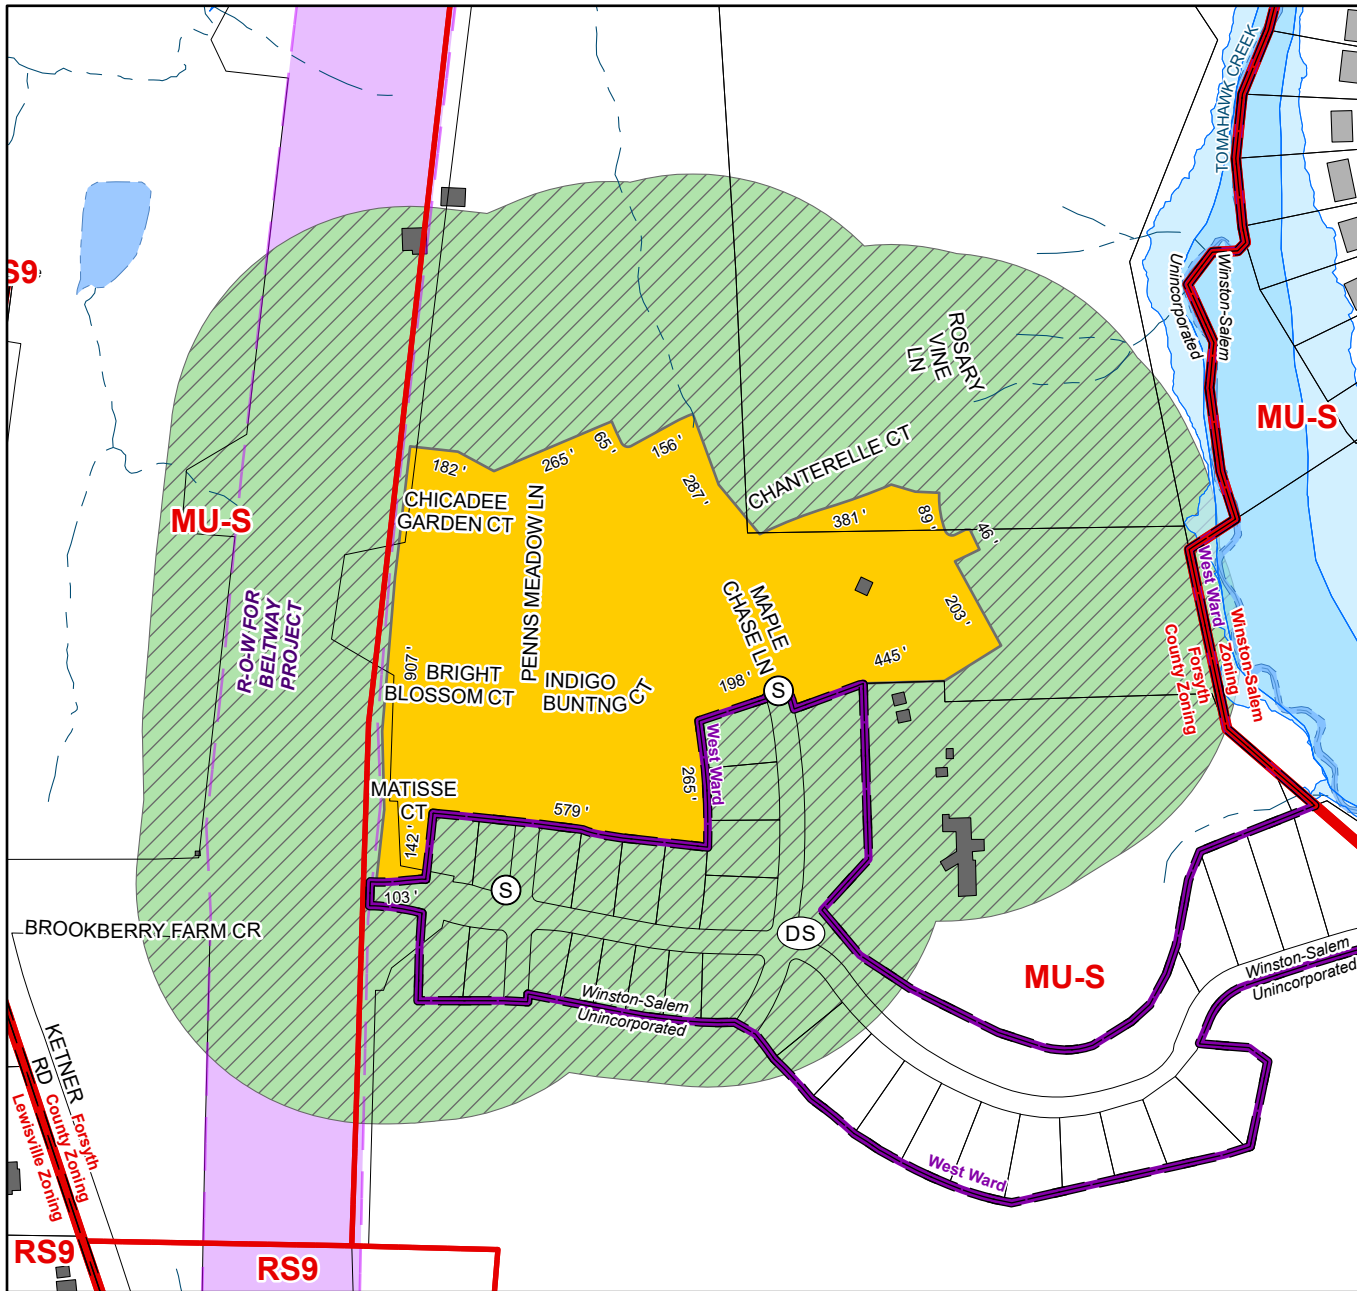 TOMAHAWK CREEK
S9
Unincorporated
Winston-Salem
ROSARY
VINE
LN
MU-S
65 '
156 '
265 '
182 '
287 '
CHANTERELLE CT
CHICADEE
GARDEN CT
PENNS MEADOW LN
381 '
89 '
46 '
MU-S
West Ward
R-O-W FOR
BELTWAY
PROJECT
MAPLE
CHASE LN
203 '
Winston-Salem
Zoning
Forsyth
County Zoning
907 '
BRIGHT
BLOSSOM CT
INDIGO
BUNTNG CT
198 '
445 '
S
West Ward
265 '
MATISSE
CT
579 '
142 '
103 '
S
BROOKBERRY FARM CR
DS
MU-S
Winston-Salem
Unincorporated
Winston-Salem
Unincorporated
KETNER
RD
Forsyth
County Zoning
Lewisville Zoning
West Ward
RS9
RS9